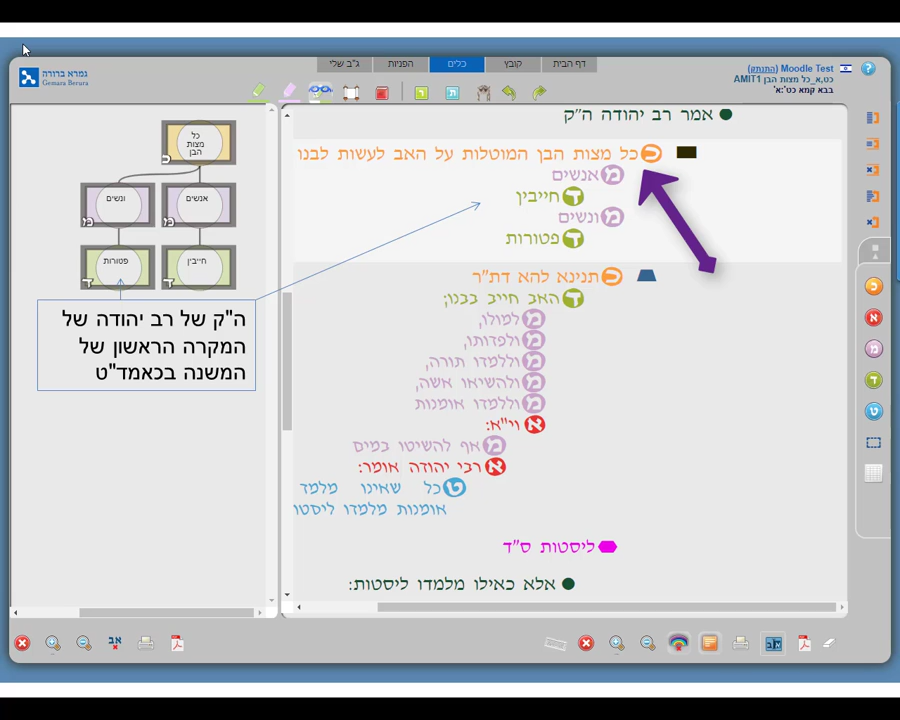 גמרא ברורה
Gemara Berura
דף הבית
קובץ
כלים
הפניות
ג"ב שלי
Moodle Test (התנתק)
כט,א_כל מצות הבן AMIT1
בבא קמא כט':א'
אמר רב יהודה ה"ק
כ כל מצות הבן המוטלות על האב לעשות לבנו
מ אנשים
ד חייבין
מ ונשים
ד פטורות
כ תנינא להא דת"ר
ד האב חייב בבנו;
מ למולו,
מ ולפדותו,
מ וללמדו תורה,
מ ולהשיאו אשה,
מ וללמדו אומנות
א וי"א:
מ אף להשיטו במים
א רבי יהודה אומר:
ט כל שאינו מלמד
אומנות מלמדו ליסטו
ליסטות ס"ד
אלא כאילו מלמדו ליסטות:
כל
מצות
הבן
כ
אנשים
מ
ונשים
מ
חייבין
ד
פטורות
ד
ה"ק של רב יהודה של
המקרה הראשון של
המשנה בכאמד"ט
כ
א
מ
ד
ט
אב